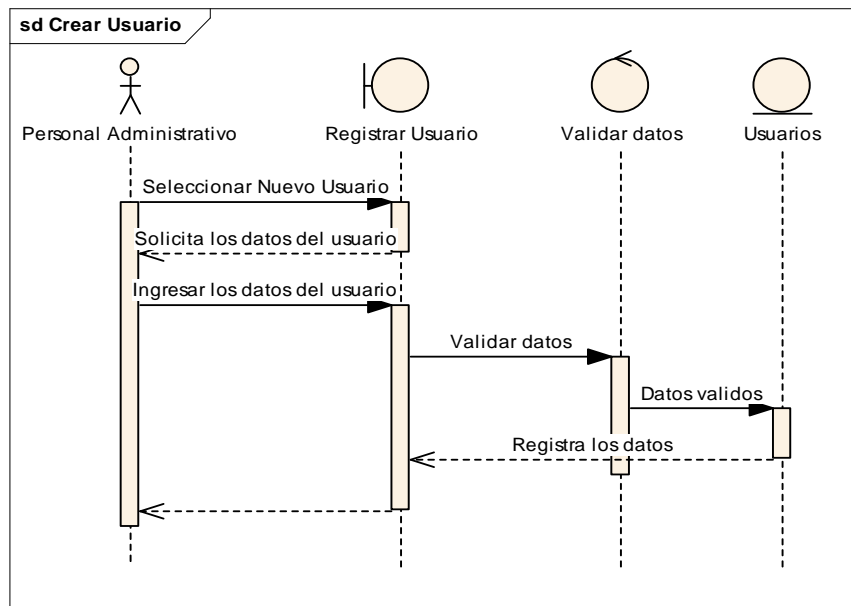 sd Crear Usuario
Personal Administrativo
Registrar Usuario
Validar datos
Usuarios
Seleccionar Nuevo Usuario
Solicita los datos del usuario
Ingresar los datos del usuario
Validar datos
Datos validos
Registra los datos